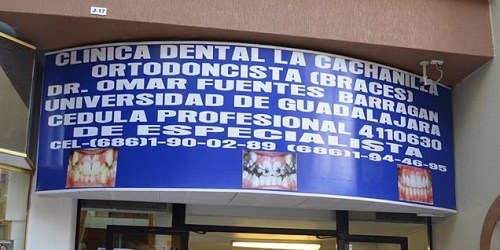 J-17
CLINICA DENTAL LA CACHANILLA
ORTODONCISTA (BRACES)
DR. OMAR FUENTES BARRAGAN
UNIVERSIDAD DE GUADALAJARA
CEDULA PROFESIONAL 4110630
DE ESPECIALISTA
CEL-(686)1-90-02-89 (686)1-94-46-95